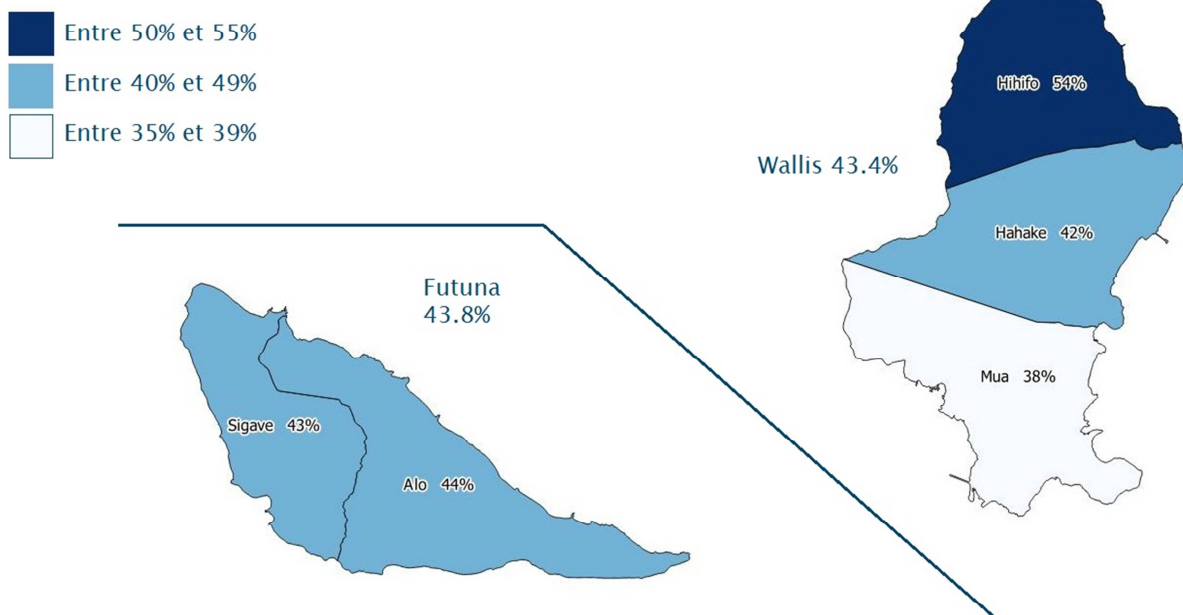 Entre 50% et 55%
Entre 40% et 49%
Entre 35% et 39%
Hihifo 54%
Wallis 43.4%
Hahake 42%
Futuna
43.8%
Mua 38%
Sigave 43%
Alo 44%